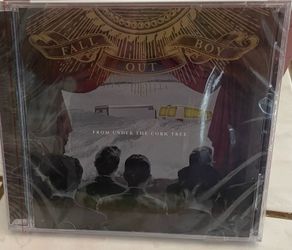 FALL OUT BOY
FROM UNDER THE CORK TREE